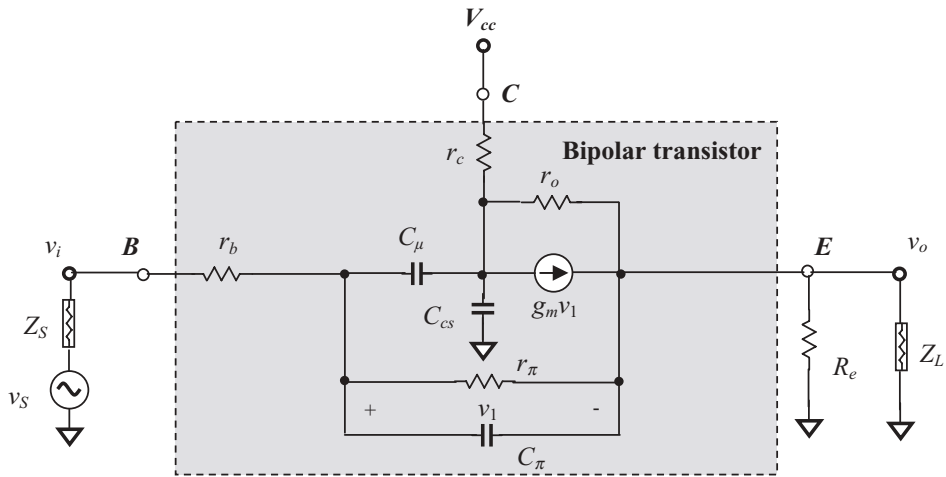 V_cc
C
r_c
Bipolar transistor
r_o
v_i
B
r_b
C_μ
E
v_o
Z_S
C_cs
g_m v_1
R_e
Z_L
r_π
v_S
+
v_1
-
C_π